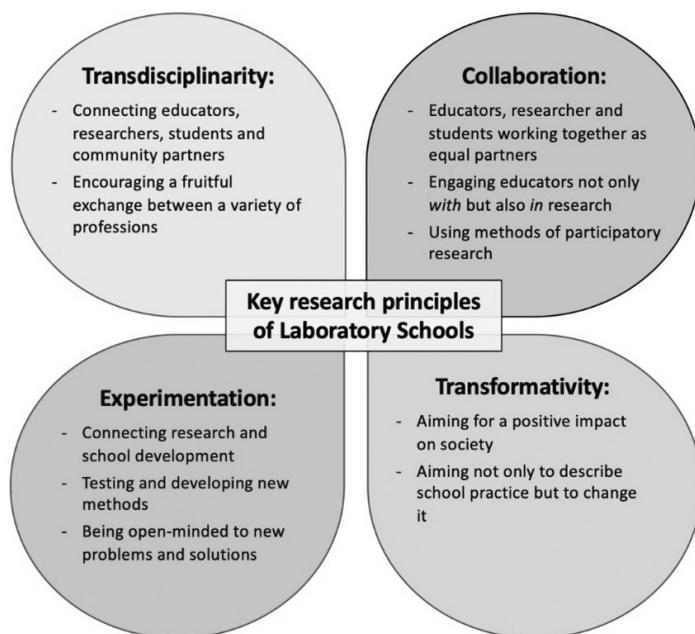 Transdisciplinarity:
- Connecting educators,
researchers, students and
community partners
- Encouraging a fruitful
exchange between a variety of
professions
Collaboration:
- Educators, researcher and
students working together as
equal partners
- Engaging educators not only
with but also in research
- Using methods of participatory
research
Key research principles
of Laboratory Schools
Experimentation:
- Connecting research and
school development
- Testing and developing new
methods
- Being open-minded to new
problems and solutions
Transformativity:
- Aiming for a positive impact
on society
- Aiming not only to describe
school practice but to change
it